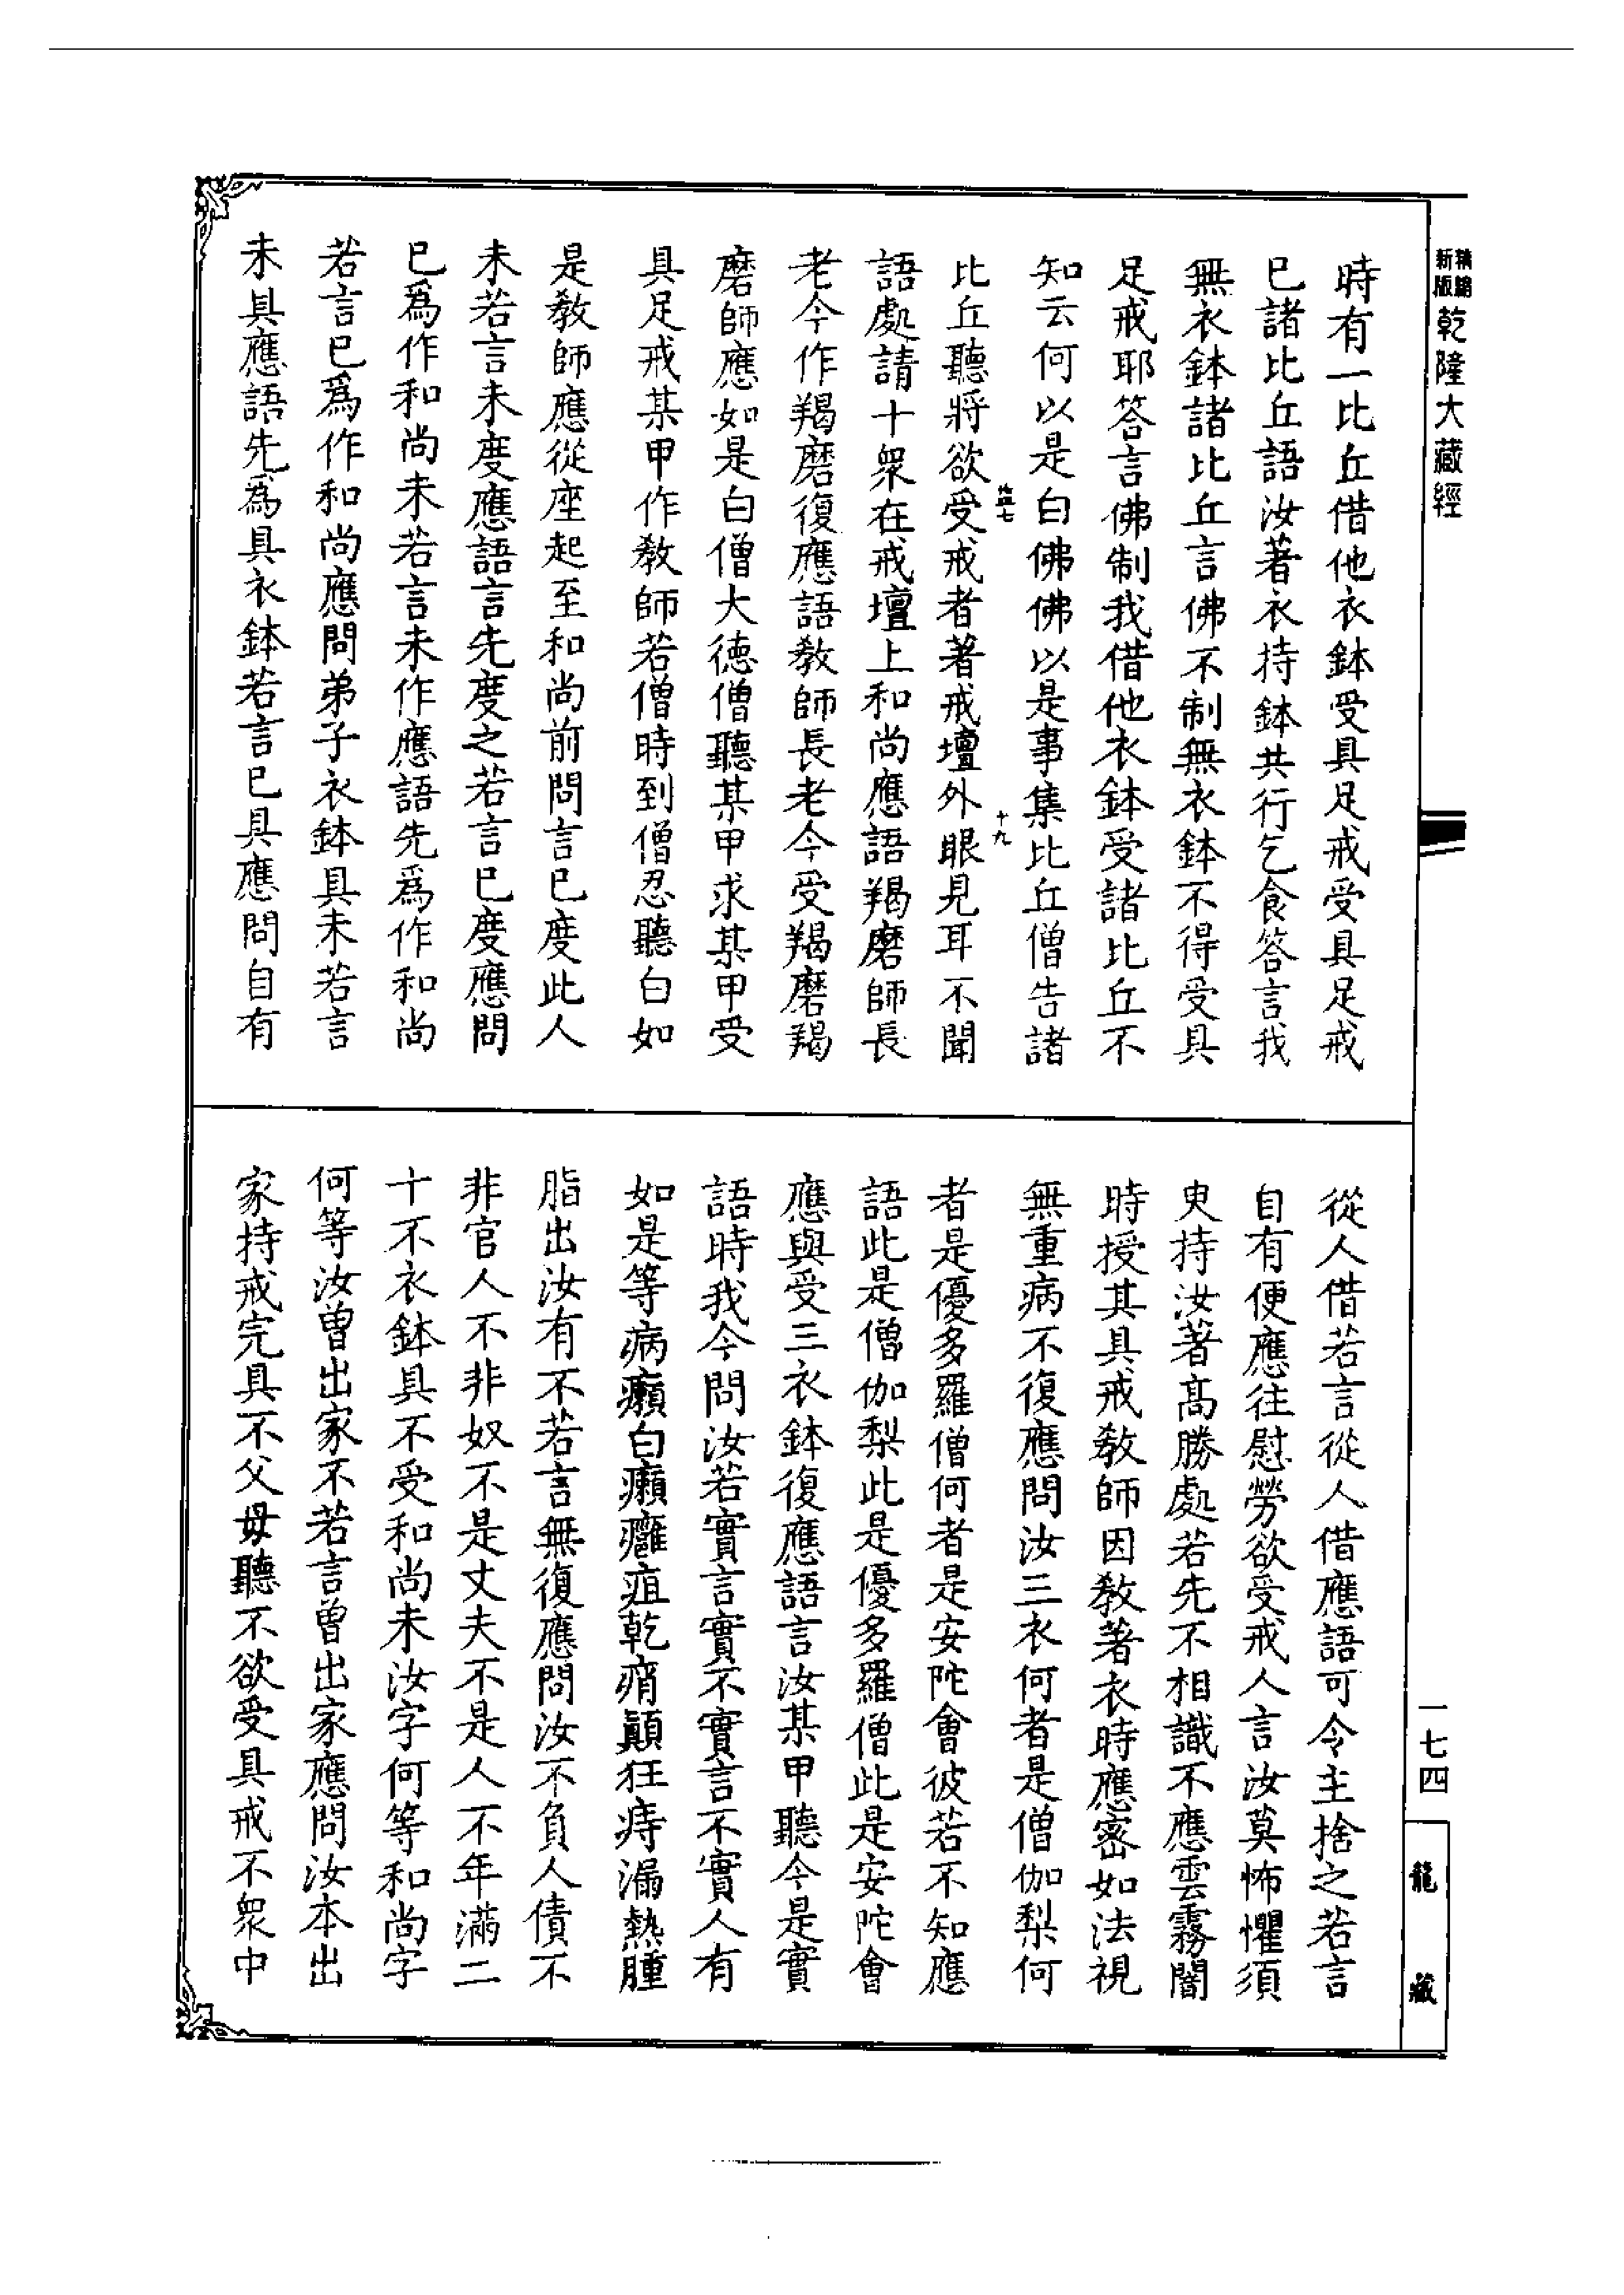 精縮
新版
乾隆大藏經
時有一比丘借他衣鉢受具足戒受具足戒
已諸比丘語汝著衣持鉢共行乞食答言我
無衣鉢諸比丘言佛不制無衣鉢不得受具
足戒耶答言佛制我借他衣鉢受諸比丘不
知云何以是白佛佛以是事集比丘僧告諸
十九
比丘聽將欲受戒者著戒壇外眼見耳不聞
語處請十衆在戒壇上和尚應語羯磨師長
老今作羯磨復應語教師長老今受羯磨羯
磨師應如是白僧大德僧聽某甲求某甲受
具足戒某甲作教師若僧時到僧忍聽白如
是教師應從座起至和尚前問言已度此人
未若言未度應語言先度之若言已度應問
已爲作和尚未若言未作應語先爲作和尚
若言已爲作和尚應問弟子衣鉢具未若言
未具應語先爲具衣鉢若言已具應問自有
從人借若言從人借應語可令主捨之若言
自有便應往慰勞欲受戒人言汝莫怖懼須
臾持汝著高勝處若先不相識不應雲霧闇
時授其具戒教師因教著衣時應密如法視
無重病不復應問汝三衣何者是僧伽梨何
者是優多羅僧何者是安陀會彼若不知應
語此是僧伽梨此是優多羅僧此是安陀會
應與受三衣鉢復應語言汝某甲聽今是實
語時我今問汝若實言實不實言不實人有
如是等病癩白癩癰疽乾痟顛狂痔漏熱腫
脂出汝有不若言無復應問汝不負人債不
非官人不非奴不是丈夫不是人不年滿二
十不衣鉢具不受和尚未汝字何等和尚字
何等汝曾出家不若言曾出家應問汝本出
家持戒完具不父母聽不欲受具戒不衆中
一七四
龍藏